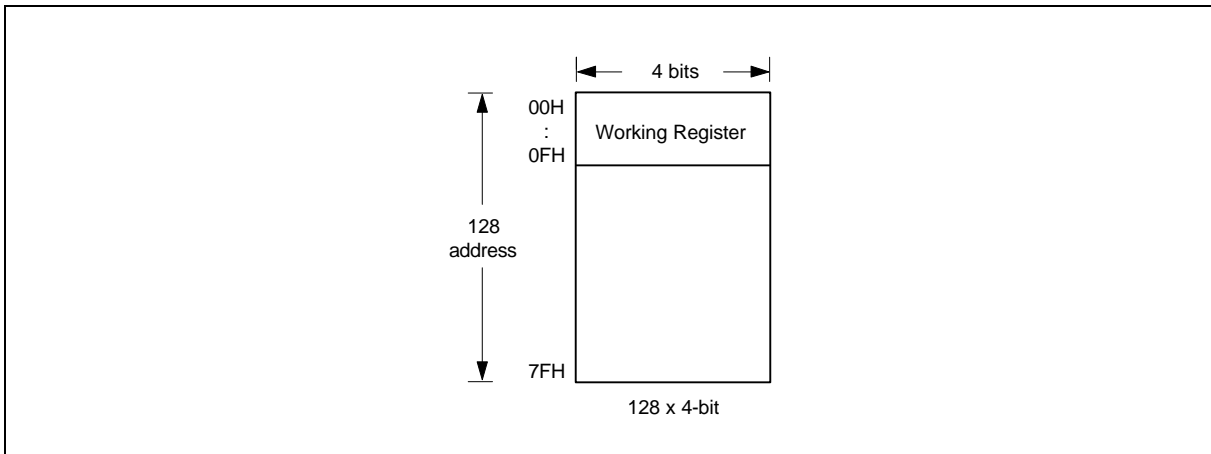 4 bits
00H
:
0FH
Working Register
128
address
7FH
128 x 4-bit